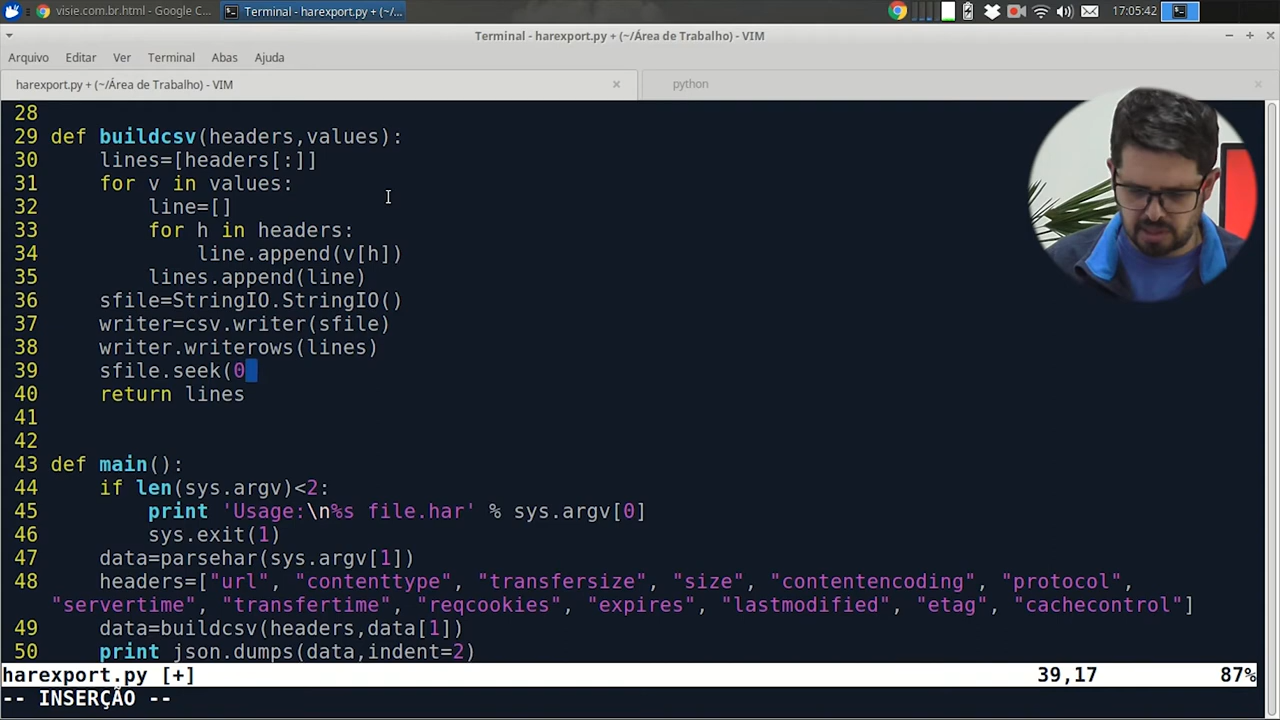 visie.com.br.html - Google C...
Terminal - harexport.py + (~/...
17:05:42
Terminal - harexport.py + (~/Área de Trabalho) - VIM
Arquivo Editar Ver Terminal Abas Ajuda
harexport.py + (~/Área de Trabalho) - VIM
python
28
29 def buildcsv(headers,values):
30     lines=[headers[:]]
31     for v in values:
32         line=[]
33         for h in headers:
34             line.append(v[h])
35         lines.append(line)
36     sfile=StringIO.StringIO()
37     writer=csv.writer(sfile)
38     writer.writerows(lines)
39     sfile.seek(0
40     return lines
41
42
43 def main():
44     if len(sys.argv)<2:
45         print 'Usage:\n%s file.har' % sys.argv[0]
46         sys.exit(1)
47     data=parsehar(sys.argv[1])
48     headers=["url", "contenttype", "transfersize", "size", "contentencoding", "protocol",
"servertime", "transfertime", "reqcookies", "expires", "lastmodified", "etag", "cachecontrol"]
49     data=buildcsv(headers,data[1])
50     print json.dumps(data,indent=2)
harexport.py [+] 39,17 87%
-- INSERÇÃO --